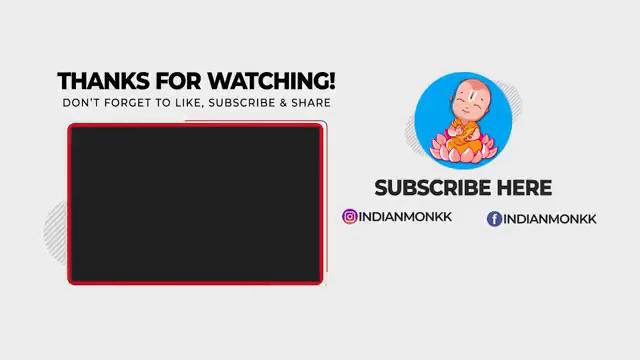 THANKS FOR WATCHING!
DON'T FORGET TO LIKE, SUBSCRIBE & SHARE
SUBSCRIBE HERE
INDIANMONKK
INDIANMONKK